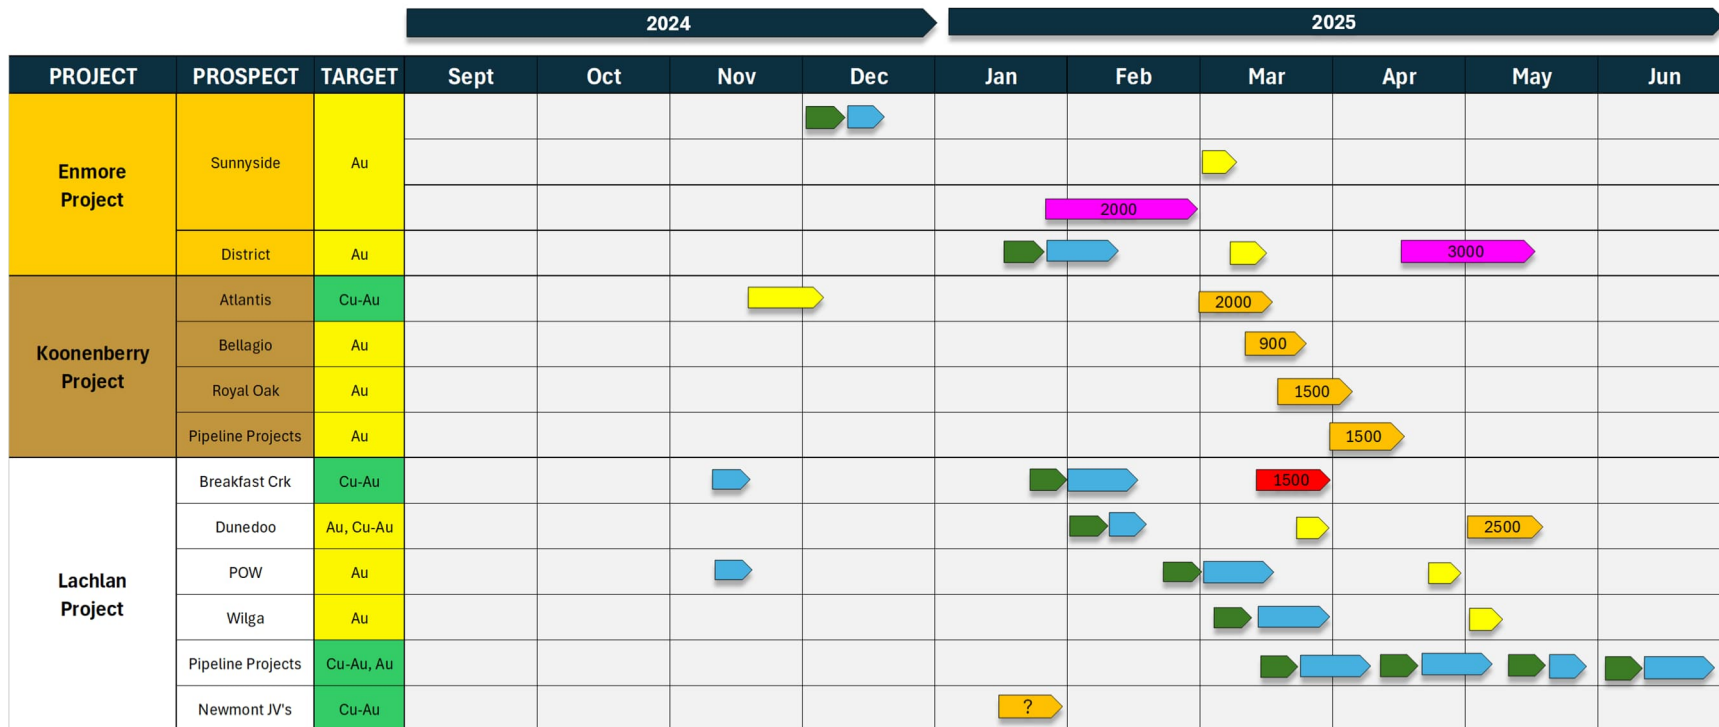 2024 2025
PROJECT PROSPECT TARGET Sept Oct Nov Dec Jan Feb Mar Apr May Jun
Enmore
Project
Sunnyside Au
2000
District Au 3000
Koonenberry
Project
Atlantis Cu-Au 2000
Bellagio Au 900
Royal Oak Au 1500
Pipeline Projects Au 1500
Lachlan
Project
Breakfast Crk Cu-Au 1500
Dunedoo Au, Cu-Au 2500
POW Au
Wilga Au
Pipeline Projects Cu-Au, Au
Newmont JV's Cu-Au ?